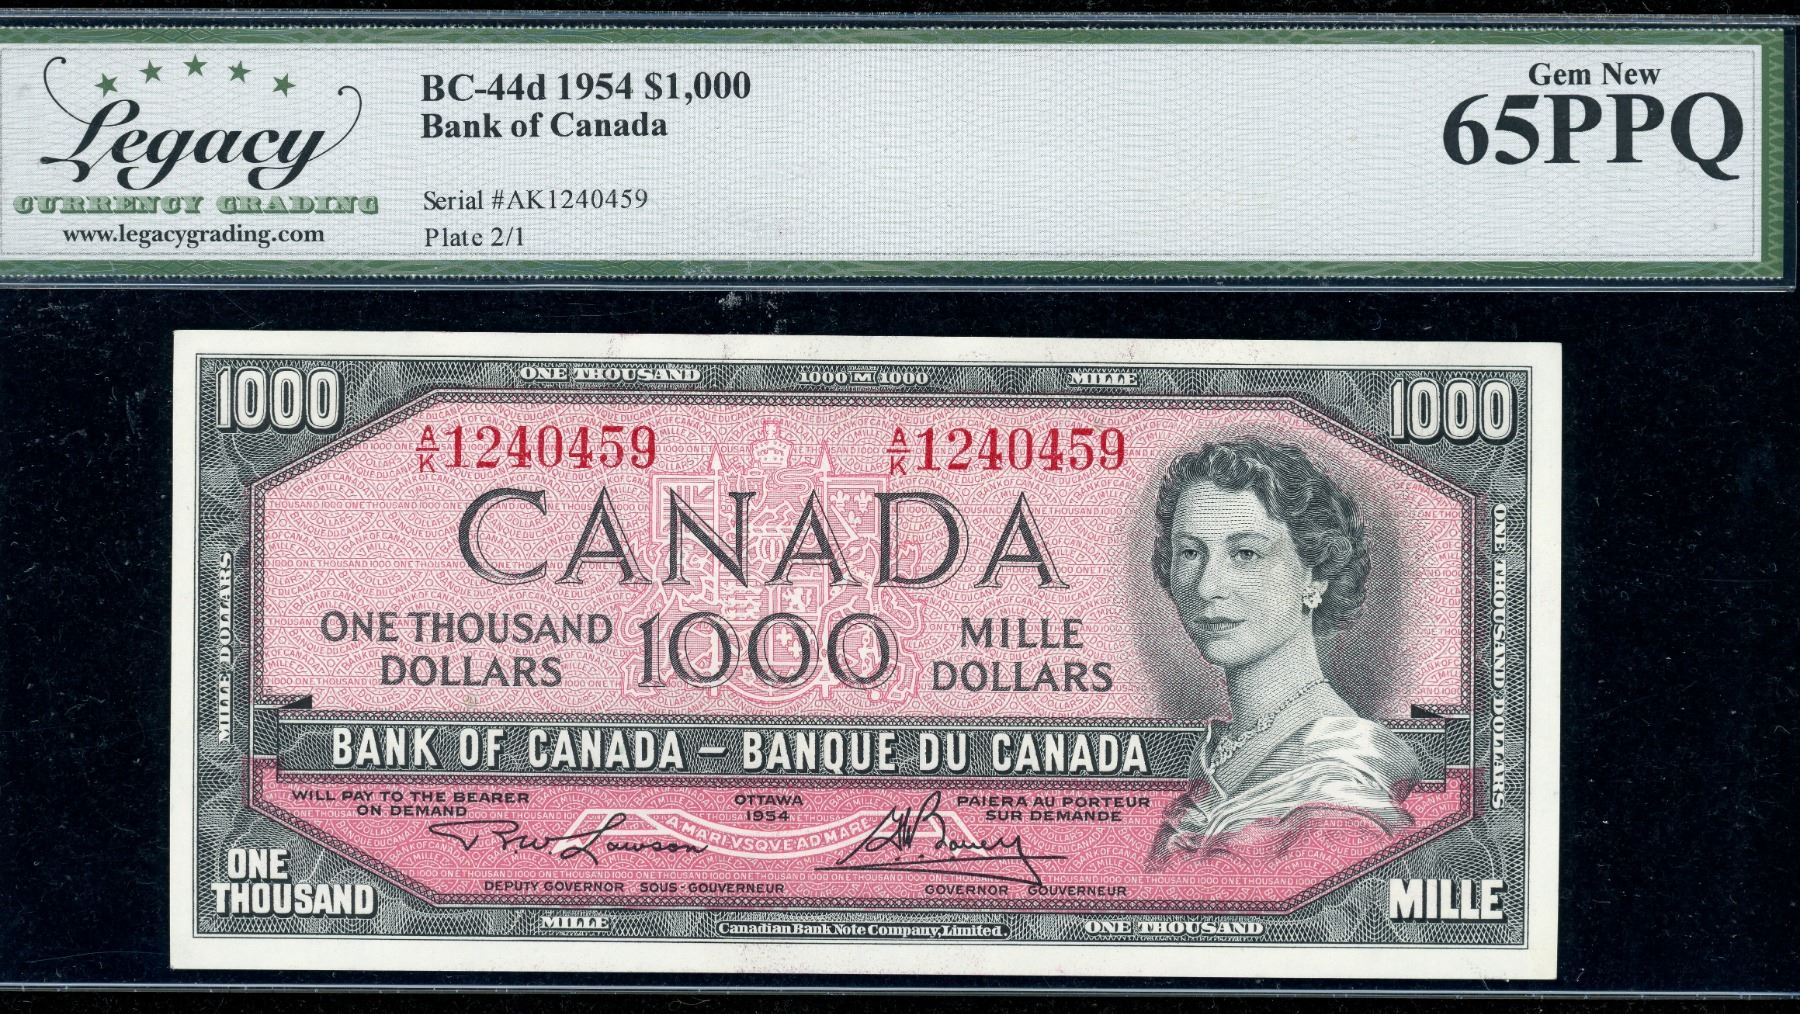 Legacy
CURRENCY GRADING
www.legacygrading.com
BC-44d 1954 $1,000
Bank of Canada
Serial #AK1240459
Plate 2/1
Gem New
65PPQ
1000
ONE THOUSAND
1000 M 1000
MILLE
1000
A/K 1240459
A/K 1240459
CANADA
ONE THOUSAND
DOLLARS
1000
MILLE
DOLLARS
MILLE DOLLARS
ONE THOUSAND DOLLARS
BANK OF CANADA – BANQUE DU CANADA
WILL PAY TO THE BEARER
ON DEMAND
OTTAWA
1954
PAIERA AU PORTEUR
SUR DEMANDE
A·MARI·VSQVE·AD·MARE
R.W. Lawson
G.K. Bouey
DEPUTY GOVERNOR SOUS-GOUVERNEUR
GOVERNOR GOUVERNEUR
ONE
THOUSAND
MILLE
MILLE
Canadian Bank Note Company, Limited.
ONE THOUSAND